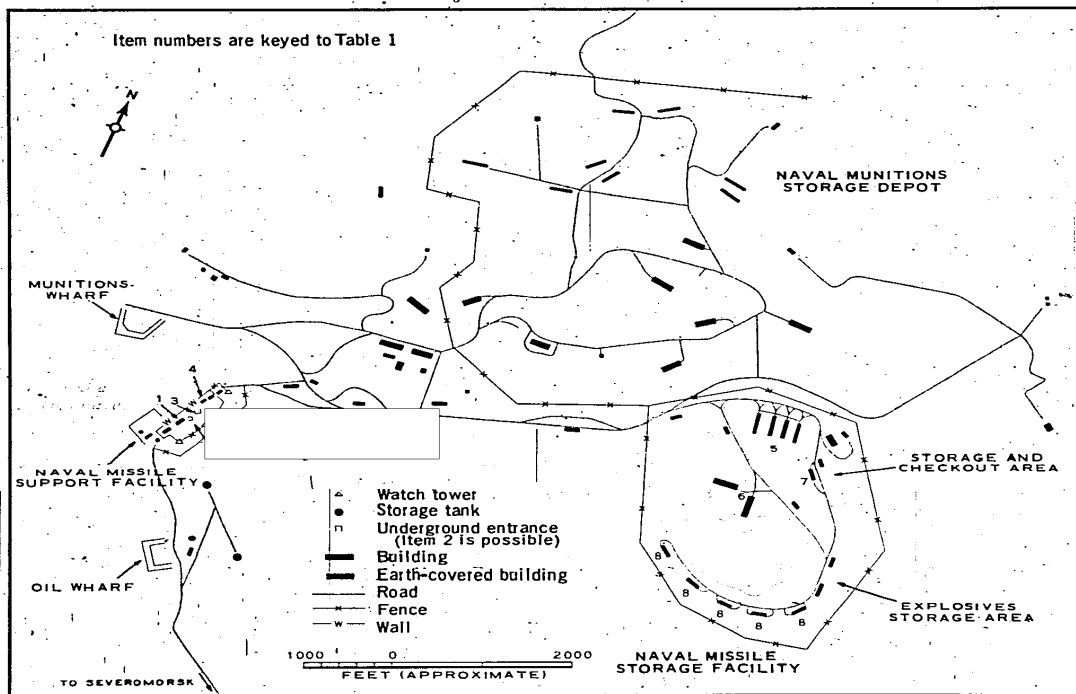 Item numbers are keyed to Table 1
N
NAVAL MUNITIONS
STORAGE DEPOT
MUNITIONS
WHARF
4
1
3
NAVAL MISSILE
SUPPORT FACILITY
5
STORAGE AND
CHECKOUT AREA
7
6
Watch tower
Storage tank
Underground entrance
(Item 2 is possible)
Building
Earth-covered building
Road
Fence
Wall
OIL WHARF
8
8
8
8
8
EXPLOSIVES
STORAGE AREA
NAVAL MISSILE
STORAGE FACILITY
1000 0 2000
FEET (APPROXIMATE)
TO SEVEROMORSK